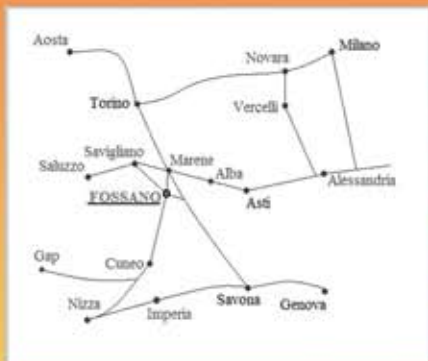 Aosta
Milano
Novara
Torino
Vercelli
Savigliano
Marene
Saluzzo
Alba
Alessandria
FOSSANO
Asti
Gap
Cuneo
Nizza
Imperia
Savona
Genova